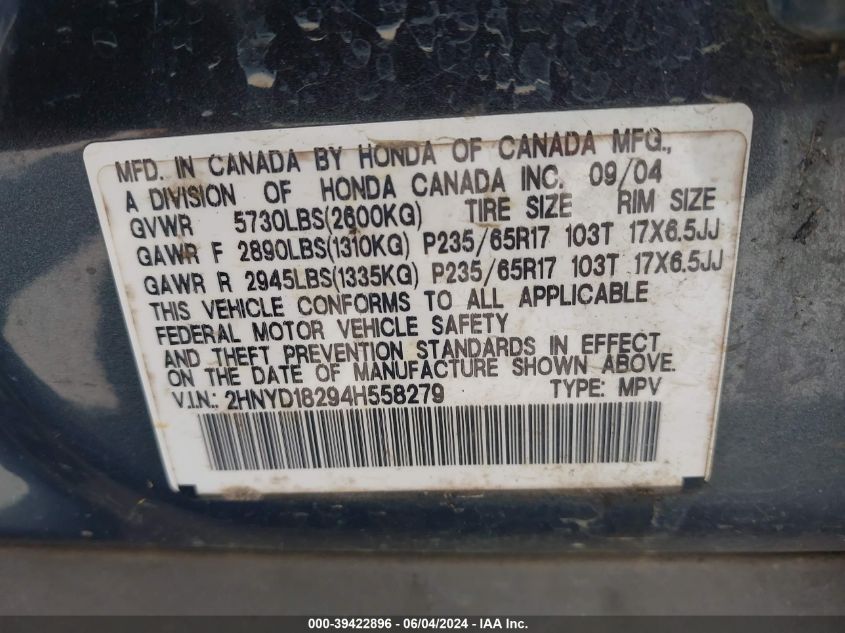 MFD. IN CANADA BY HONDA OF CANADA MFG.,
A DIVISION OF HONDA CANADA INC. 09/04
GVWR 5730LBS(2600KG) TIRE SIZE RIM SIZE
GAWR F 2890LBS(1310KG) P235/65R17 103T 17X6.5JJ
GAWR R 2945LBS(1335KG) P235/65R17 103T 17X6.5JJ
THIS VEHICLE CONFORMS TO ALL APPLICABLE
FEDERAL MOTOR VEHICLE SAFETY
AND THEFT PREVENTION STANDARDS IN EFFECT
ON THE DATE OF MANUFACTURE SHOWN ABOVE.
V.I.N.: 2HNYD18294H558279 TYPE: MPV
000-39422896 - 06/04/2024 - IAA Inc.